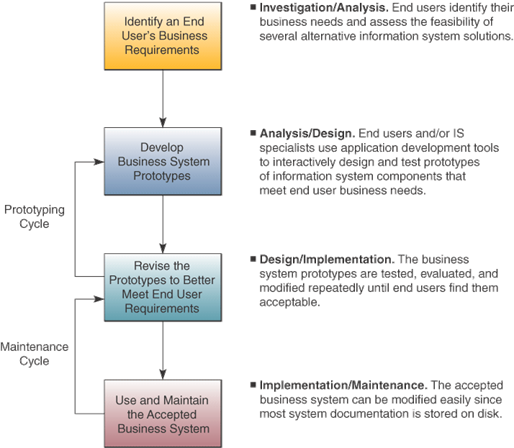 Identify an End
User's Business
Requirements
■ Investigation/Analysis. End users identify their
business needs and assess the feasibility of
several alternative information system solutions.
Develop
Business System
Prototypes
■ Analysis/Design. End users and/or IS
specialists use application development tools
to interactively design and test prototypes
of information system components that
meet end user business needs.
Prototyping
Cycle
Revise the
Prototypes to Better
Meet End User
Requirements
■ Design/Implementation. The business
system prototypes are tested, evaluated, and
modified repeatedly until end users find them
acceptable.
Maintenance
Cycle
Use and Maintain
the Accepted
Business System
■ Implementation/Maintenance. The accepted
business system can be modified easily since
most system documentation is stored on disk.